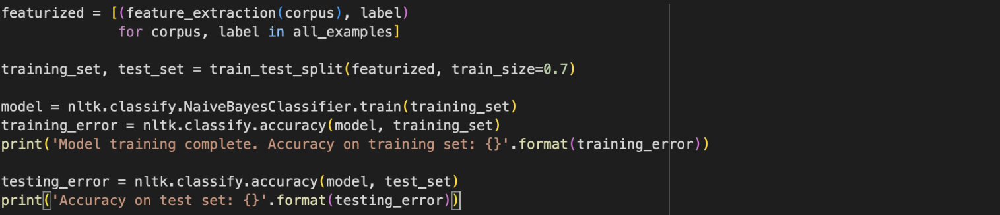 featurized = [(feature_extraction(corpus), label)
              for corpus, label in all_examples]
training_set, test_set = train_test_split(featurized, train_size=0.7)
model = nltk.classify.NaiveBayesClassifier.train(training_set)
training_error = nltk.classify.accuracy(model, training_set)
print('Model training complete. Accuracy on training set: {}'.format(training_error))
testing_error = nltk.classify.accuracy(model, test_set)
print('Accuracy on test set: {}'.format(testing_error))